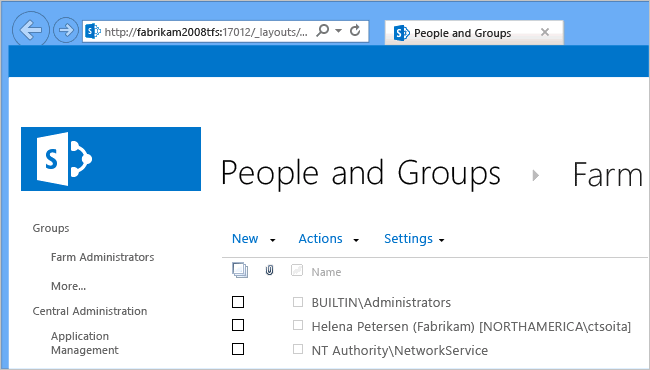 http://fabrikam2008tfs:17012/_layouts/...
People and Groups
S
People and Groups
Farm
Groups
Farm Administrators
More...
Central Administration
Application
Management
New
Actions
Settings
Name
BUILTIN\Administrators
Helena Petersen (Fabrikam) [NORTHAMERICA\ctsoita]
NT Authority\NetworkService